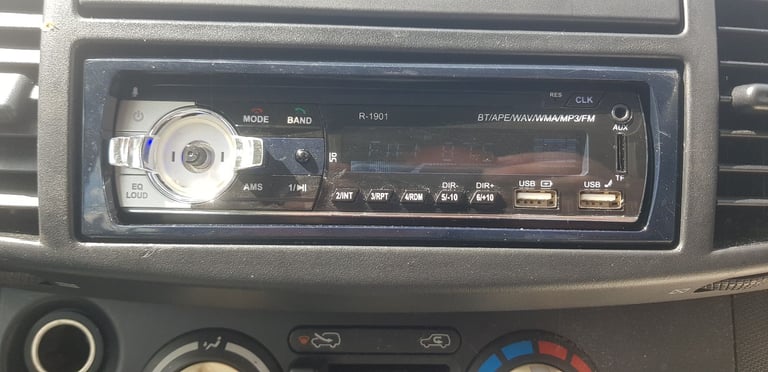 RES
CLK
MODE
BAND
R-1901
BT/APE/WAV/WMA/MP3/FM
AUX
EQ
LOUD
AMS
1/▶||
2/INT
3/RPT
4/RDM
DIR-
5/-10
DIR+
6/+10
USB
USB
TF